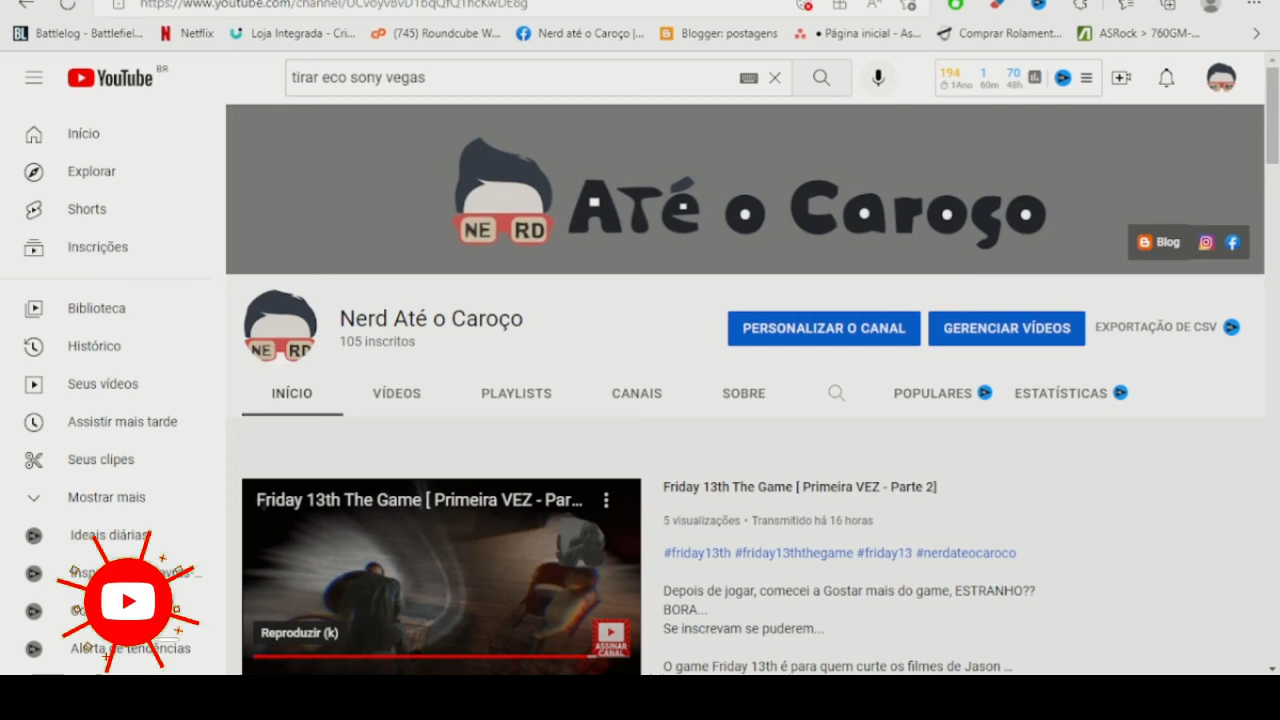 https://www.youtube.com/channel/
Battlelog - Battlefiel...
Netflix
Loja Integrada - Cri...
(745) Roundcube W...
Nerd até o Caroço |...
Blogger: postagens
• Página inicial - As...
Comprar Rolament...
ASRock > 760GM-...
YouTube BR
tirar eco sony vegas
194 1 70
1Ano 60m 48h
Início
Explorar
Shorts
Inscrições
Biblioteca
Histórico
Seus vídeos
Assistir mais tarde
Seus clipes
Mostrar mais
Ideais diárias
Alerta de tendências
NERD Até o Caroço
Blog
NERD
Nerd Até o Caroço
105 inscritos
PERSONALIZAR O CANAL
GERENCIAR VÍDEOS
EXPORTAÇÃO DE CSV
INÍCIO
VÍDEOS
PLAYLISTS
CANAIS
SOBRE
POPULARES
ESTATÍSTICAS
Friday 13th The Game [ Primeira VEZ - Par...
Reproduzir (k)
ASSINAR
CANAL
Friday 13th The Game [ Primeira VEZ - Parte 2]
5 visualizações • Transmitido há 16 horas
#friday13th #friday13ththegame #friday13 #nerdateocaroco
Depois de jogar, comecei a Gostar mais do game, ESTRANHO??
BORA...
Se inscrevam se puderem...
O game Friday 13th é para quem curte os filmes de Jason ...